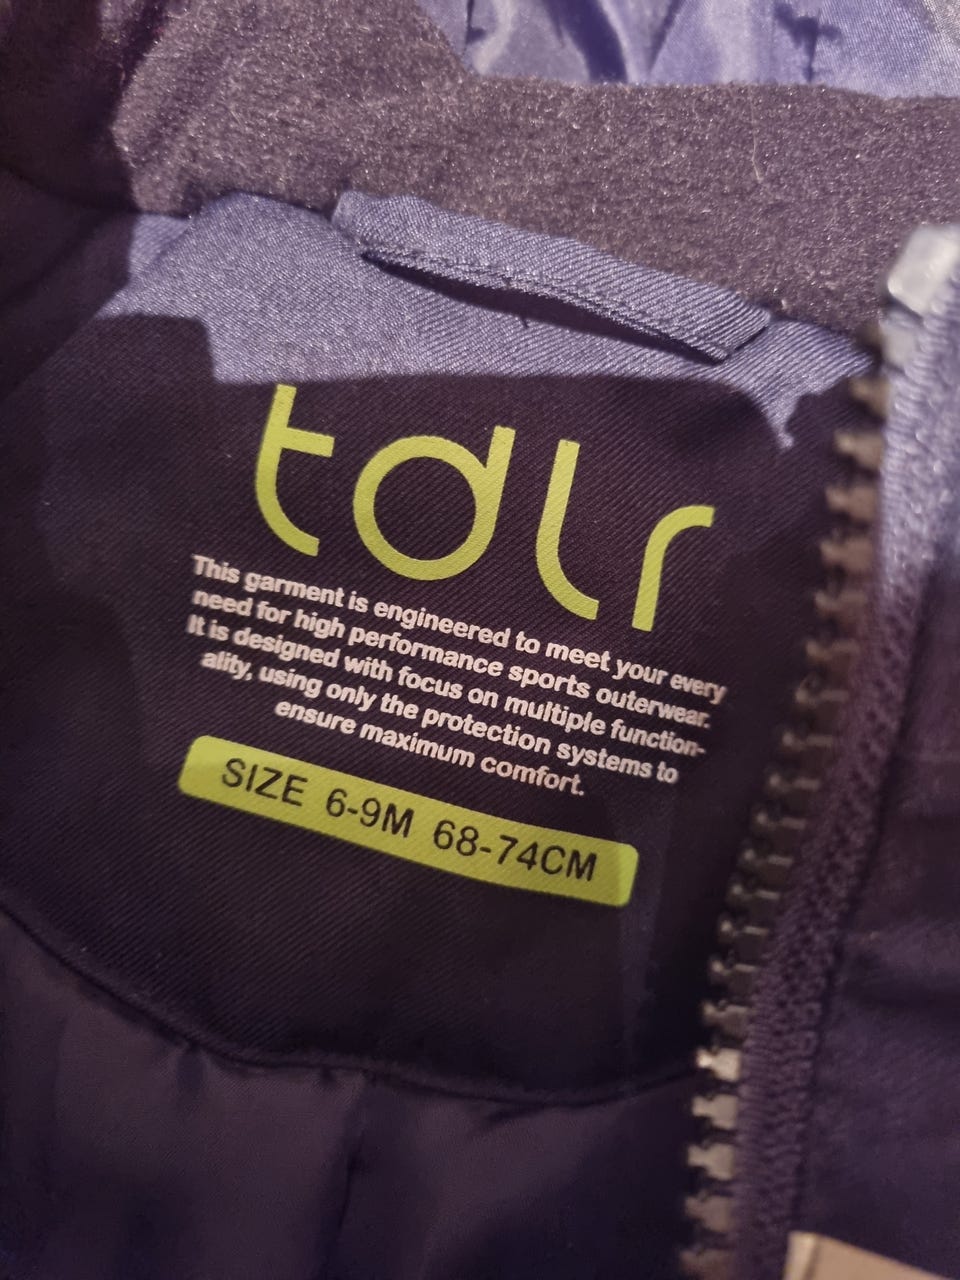 tdlr
This garment is engineered to meet your every
need for high performance sports outerwear.
It is designed with focus on multiple function-
ality, using only the protection systems to
ensure maximum comfort.
SIZE 6-9M 68-74CM